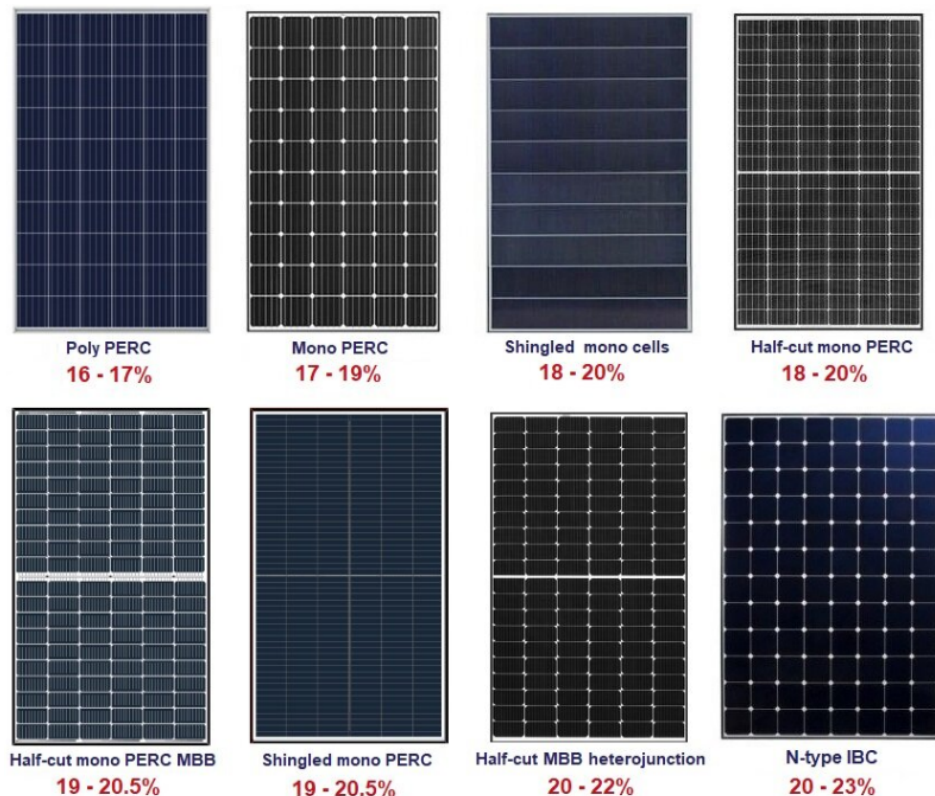 Poly PERC
16 - 17%
Mono PERC
17 - 19%
Shingled mono cells
18 - 20%
Half-cut mono PERC
18 - 20%
Half-cut mono PERC MBB
19 - 20.5%
Shingled mono PERC
19 - 20.5%
Half-cut MBB heterojunction
20 - 22%
N-type IBC
20 - 23%